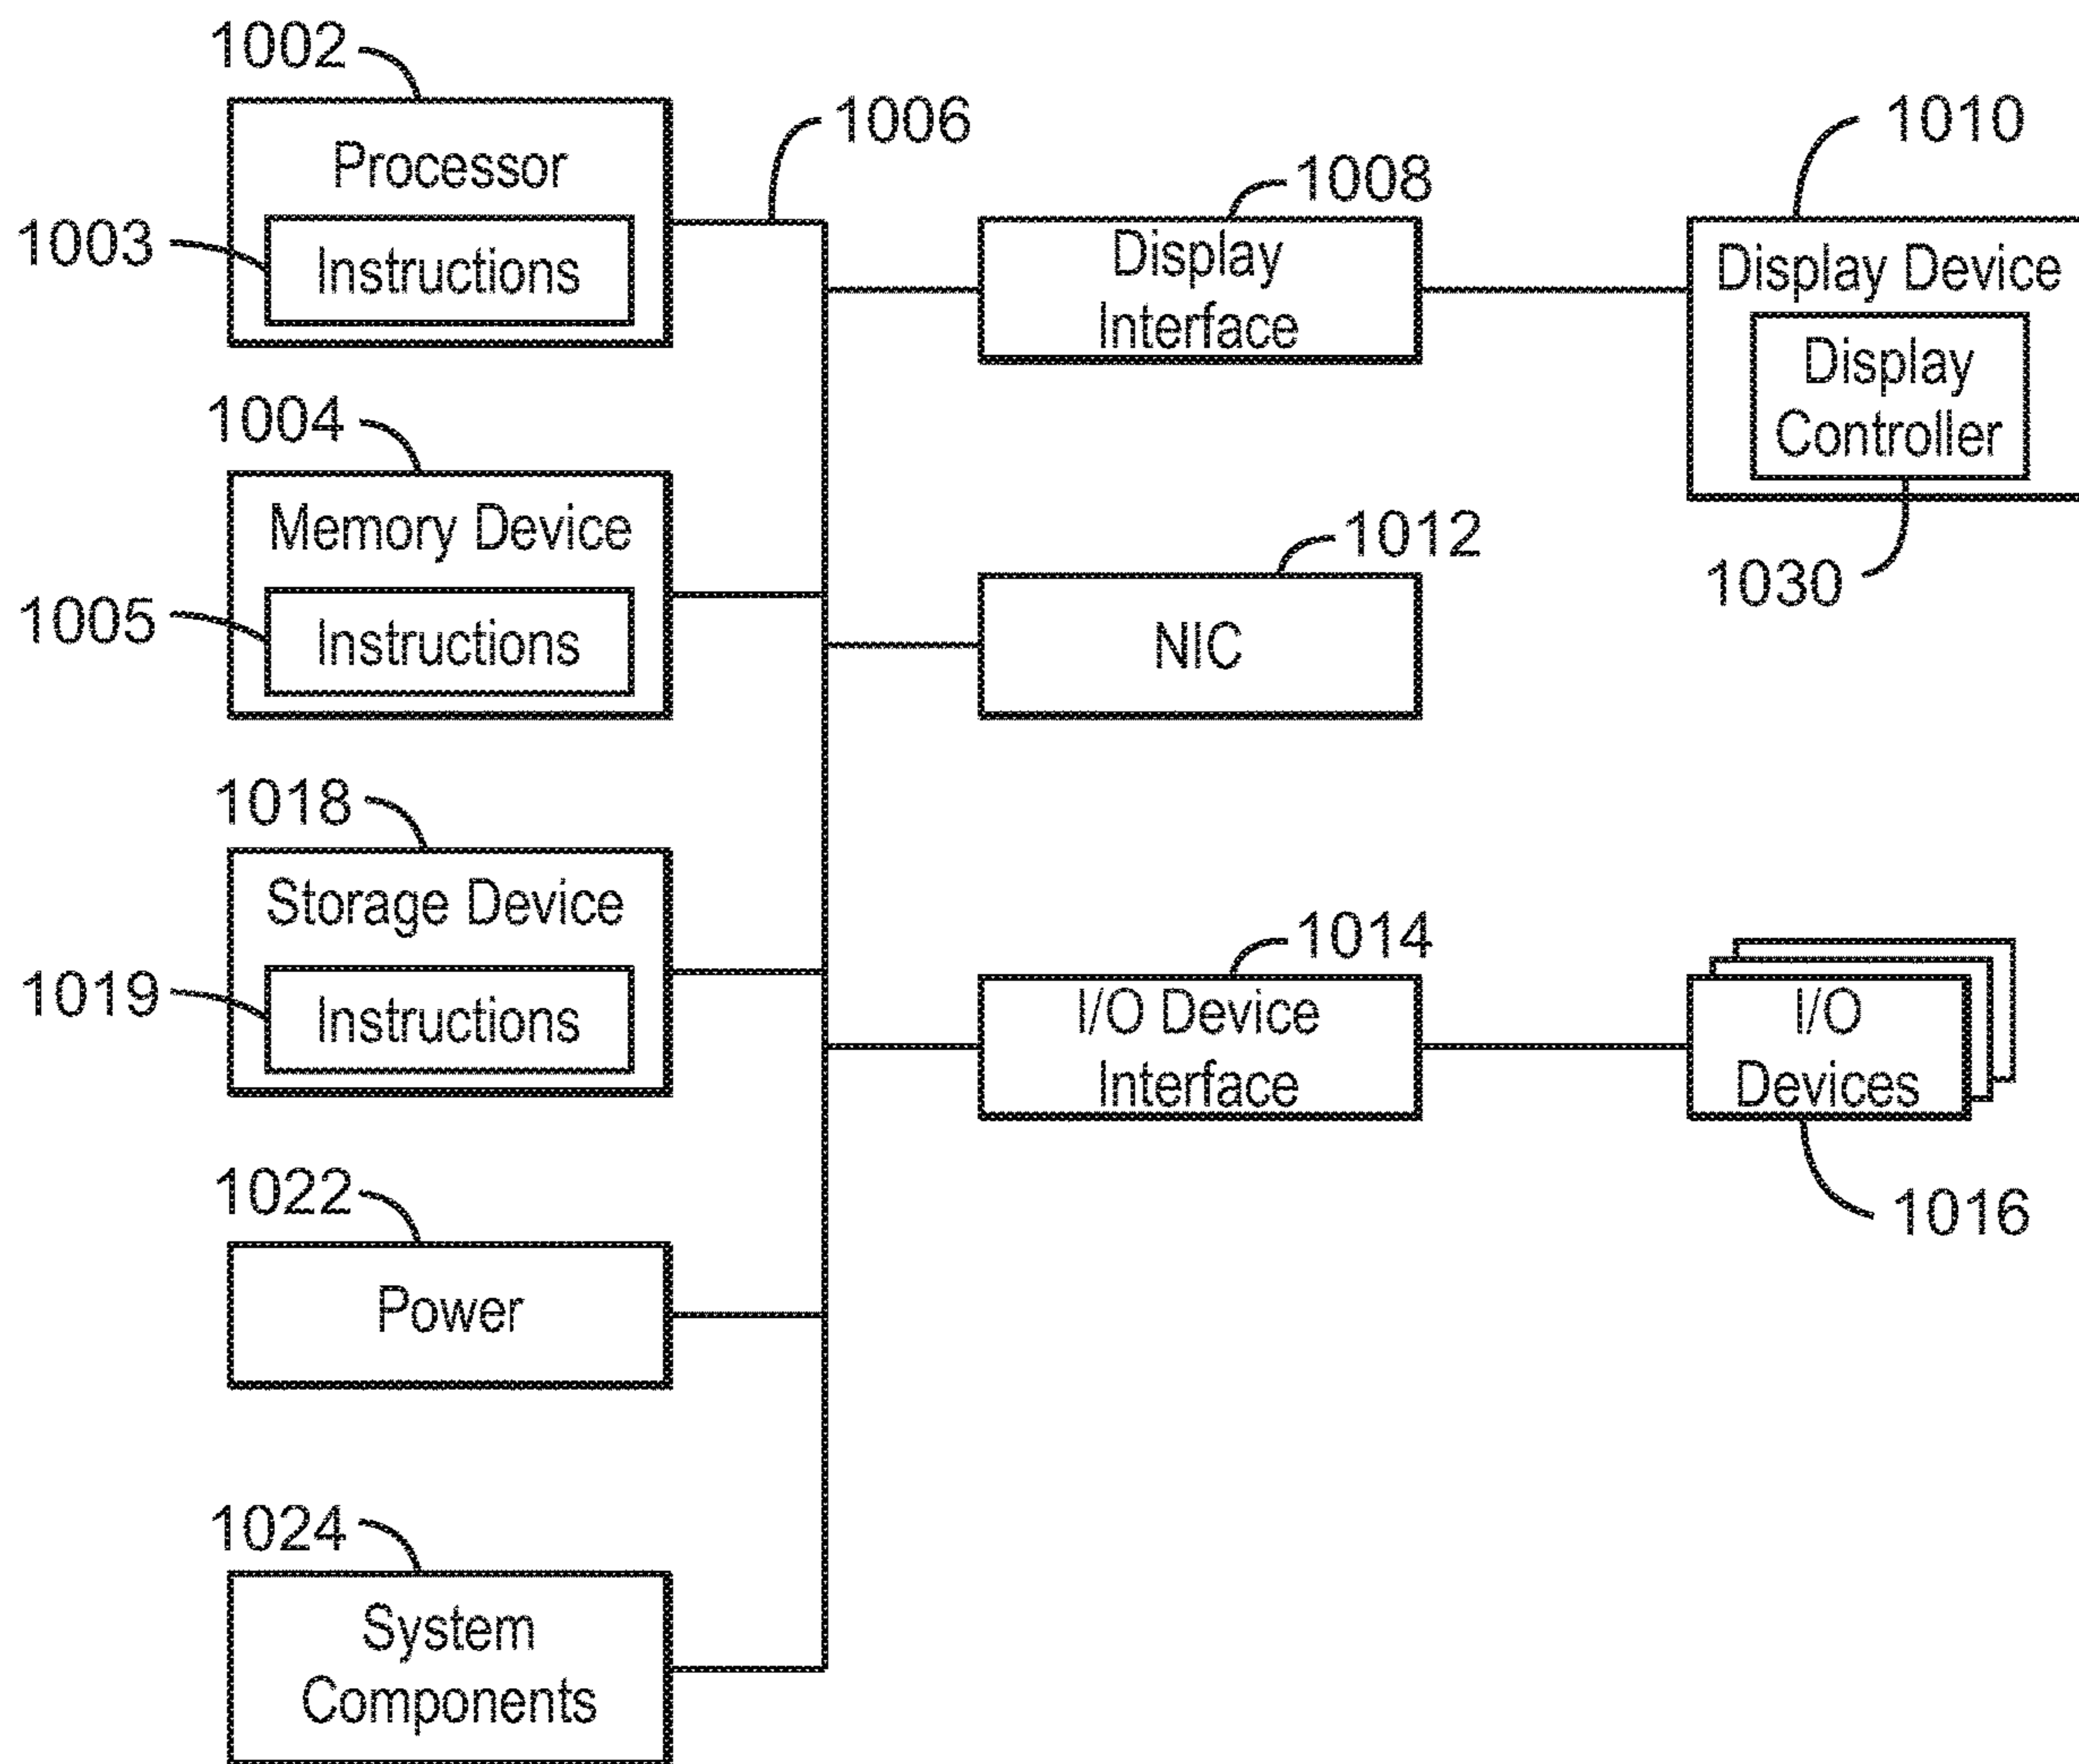 1002
Processor
1003
Instructions
1006
1008
Display
Interface
1010
Display Device
Display
Controller
1030
1004
Memory Device
1005
Instructions
1012
NIC
1018
Storage Device
1019
Instructions
1014
I/O Device
Interface
I/O
Devices
1016
1022
Power
1024
System
Components